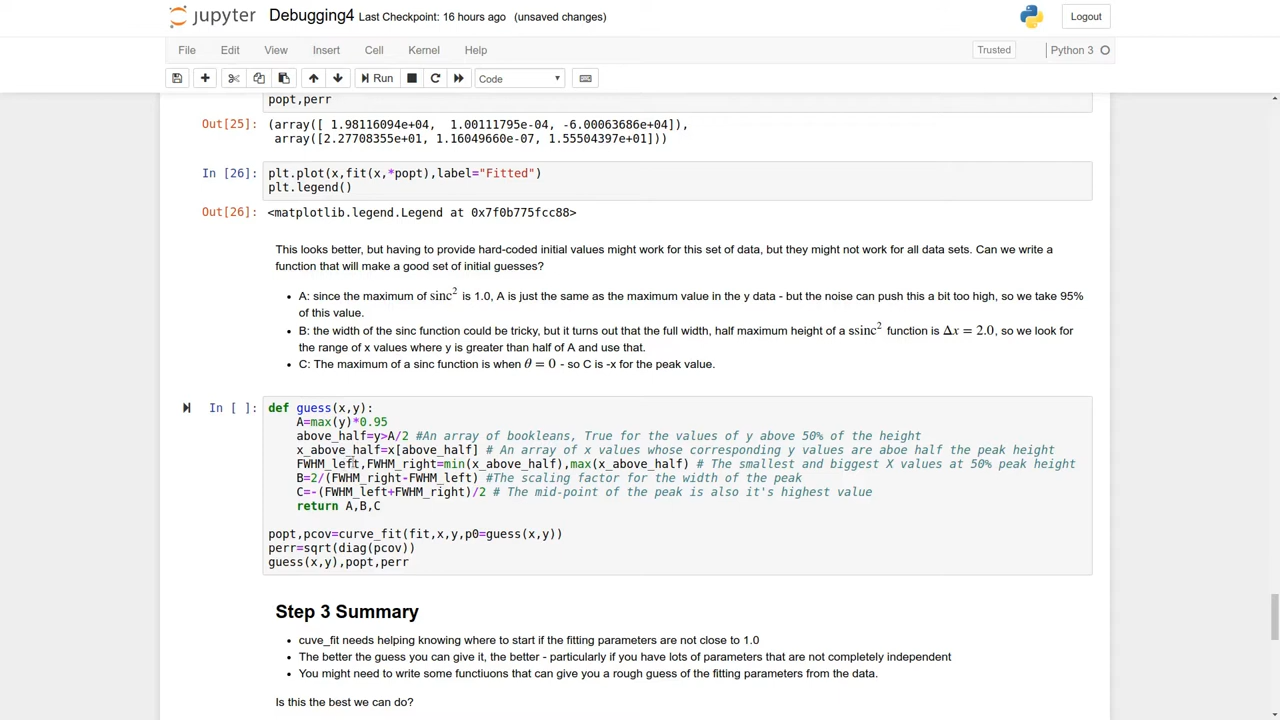 jupyter Debugging4 Last Checkpoint: 16 hours ago (unsaved changes) Logout
File Edit View Insert Cell Kernel Help Trusted Python 3
Run Code
popt,perr
Out[25]: (array([ 1.98116094e+04, 1.00111795e-04, -6.00063686e+04]),
array([2.27708355e+01, 1.16049660e-07, 1.55504397e+01]))
In [26]: plt.plot(x,fit(x,*popt),label="Fitted")
plt.legend()
Out[26]: <matplotlib.legend.Legend at 0x7f0b775fcc88>
This looks better, but having to provide hard-coded initial values might work for this set of data, but they might not work for all data sets. Can we write a
function that will make a good set of initial guesses?
• A: since the maximum of sinc² is 1.0, A is just the same as the maximum value in the y data - but the noise can push this a bit too high, so we take 95%
of this value.
• B: the width of the sinc function could be tricky, but it turns out that the full width, half maximum height of a ssinc² function is Δx = 2.0, so we look for
the range of x values where y is greater than half of A and use that.
• C: The maximum of a sinc function is when θ = 0 - so C is -x for the peak value.
In [ ]: def guess(x,y):
A=max(y)*0.95
above_half=y>A/2 #An array of bookleans, True for the values of y above 50% of the height
x_above_half=x[above_half] # An array of x values whose corresponding y values are aboe half the peak height
FWHM_left,FWHM_right=min(x_above_half),max(x_above_half) # The smallest and biggest X values at 50% peak height
B=2/(FWHM_right-FWHM_left) #The scaling factor for the width of the peak
C=-(FWHM_left+FWHM_right)/2 # The mid-point of the peak is also it's highest value
return A,B,C
popt,pcov=curve_fit(fit,x,y,p0=guess(x,y))
perr=sqrt(diag(pcov))
guess(x,y),popt,perr
Step 3 Summary
• cuve_fit needs helping knowing where to start if the fitting parameters are not close to 1.0
• The better the guess you can give it, the better - particularly if you have lots of parameters that are not completely independent
• You might need to write some functiuons that can give you a rough guess of the fitting parameters from the data.
Is this the best we can do?